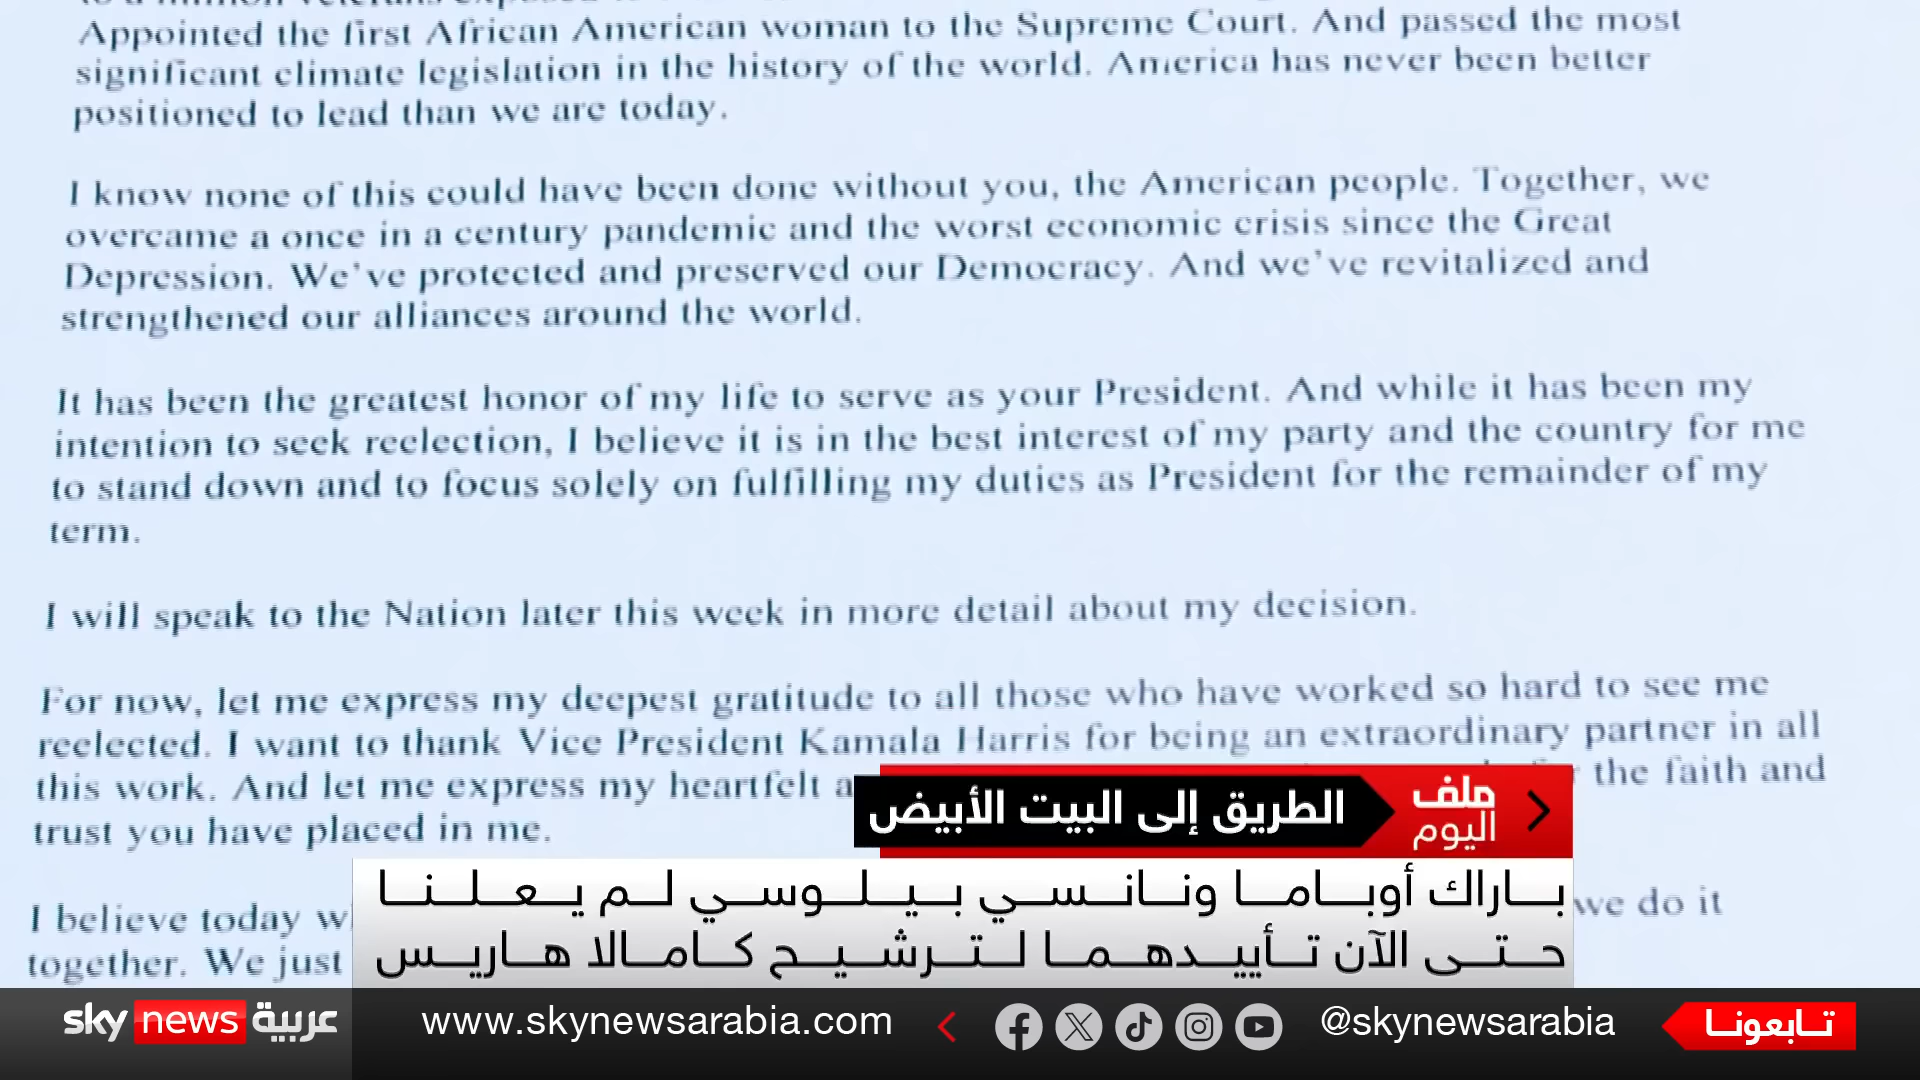 Appointed the first African American woman to the Supreme Court. And passed the most
significant climate legislation in the history of the world. America has never been better
positioned to lead than we are today.
I know none of this could have been done without you, the American people. Together, we
overcame a once in a century pandemic and the worst economic crisis since the Great
Depression. We've protected and preserved our Democracy. And we've revitalized and
strengthened our alliances around the world.
It has been the greatest honor of my life to serve as your President. And while it has been my
intention to seek reelection, I believe it is in the best interest of my party and the country for me
to stand down and to focus solely on fulfilling my duties as President for the remainder of my
term.
I will speak to the Nation later this week in more detail about my decision.
For now, let me express my deepest gratitude to all those who have worked so hard to see me
reelected. I want to thank Vice President Kamala Harris for being an extraordinary partner in all
this work. And let me express my heartfelt the faith and
trust you have placed in me.
I believe today we do it
together. We just
ملف اليوم
الطريق إلى البيت الأبيض
باراك أوباما ونانسي بيلوسي لم يعلنا
حتى الآن تأييدهما لترشيح كامالا هاريس
sky news عربية
www.skynewsarabia.com
@skynewsarabia
تابعونا